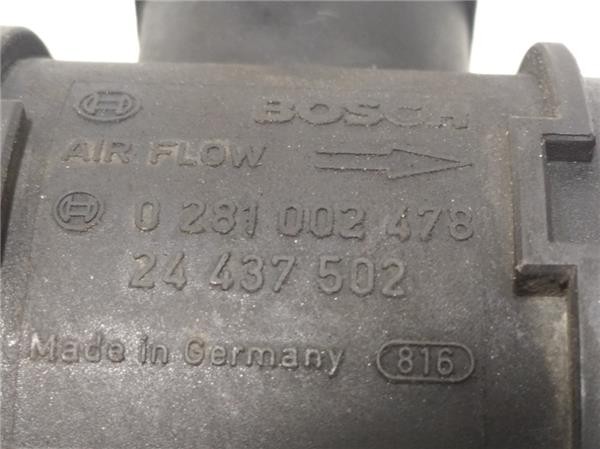 BOSCH
AIR FLOW
0 281 002 478
24 437 502
Made in Germany 816